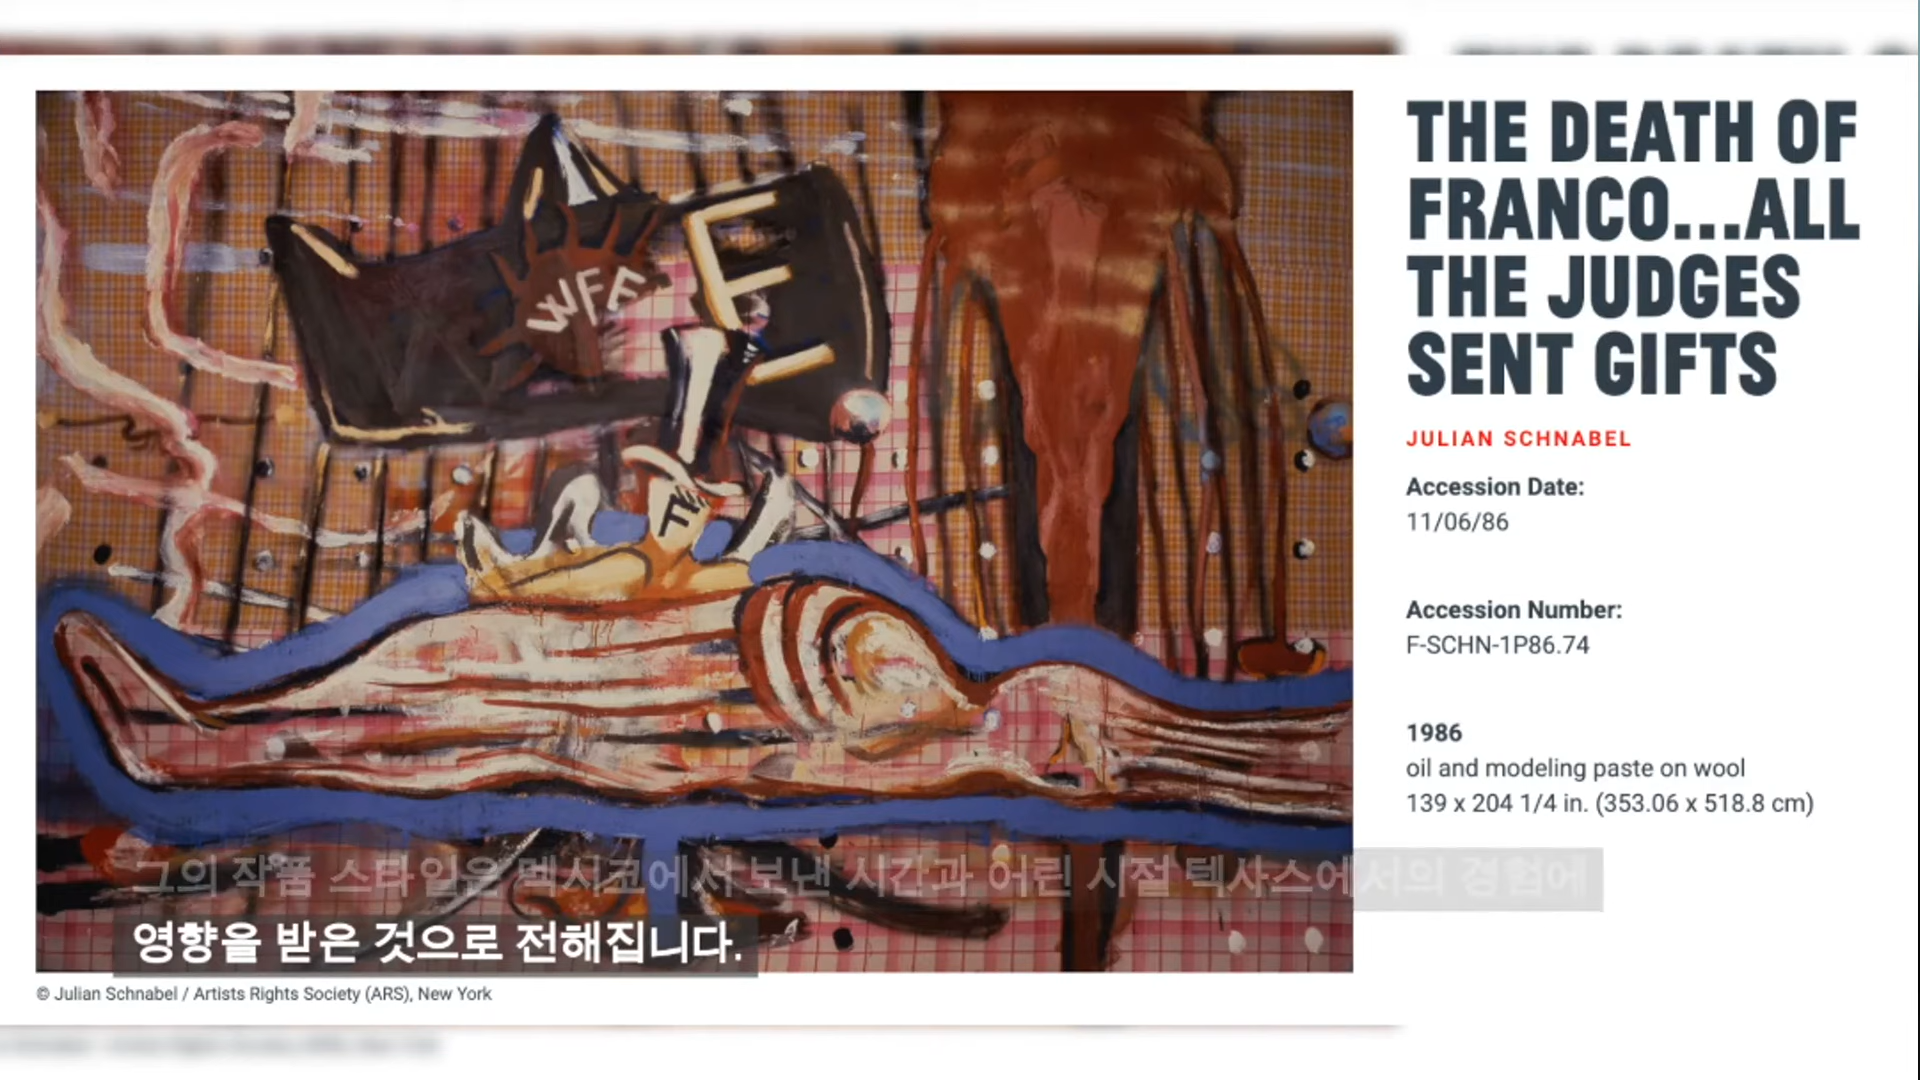 THE DEATH OF
FRANCO...ALL
THE JUDGES
SENT GIFTS
JULIAN SCHNABEL
Accession Date:
11/06/86
Accession Number:
F-SCHN-1P86.74
1986
oil and modeling paste on wool
139 x 204 1/4 in. (353.06 x 518.8 cm)
WFE
E
그의 작품 스타일은 멕시코에서 보낸 시간과 어린 시절 텍사스에서의 경험에
영향을 받은 것으로 전해집니다.
© Julian Schnabel / Artists Rights Society (ARS), New York